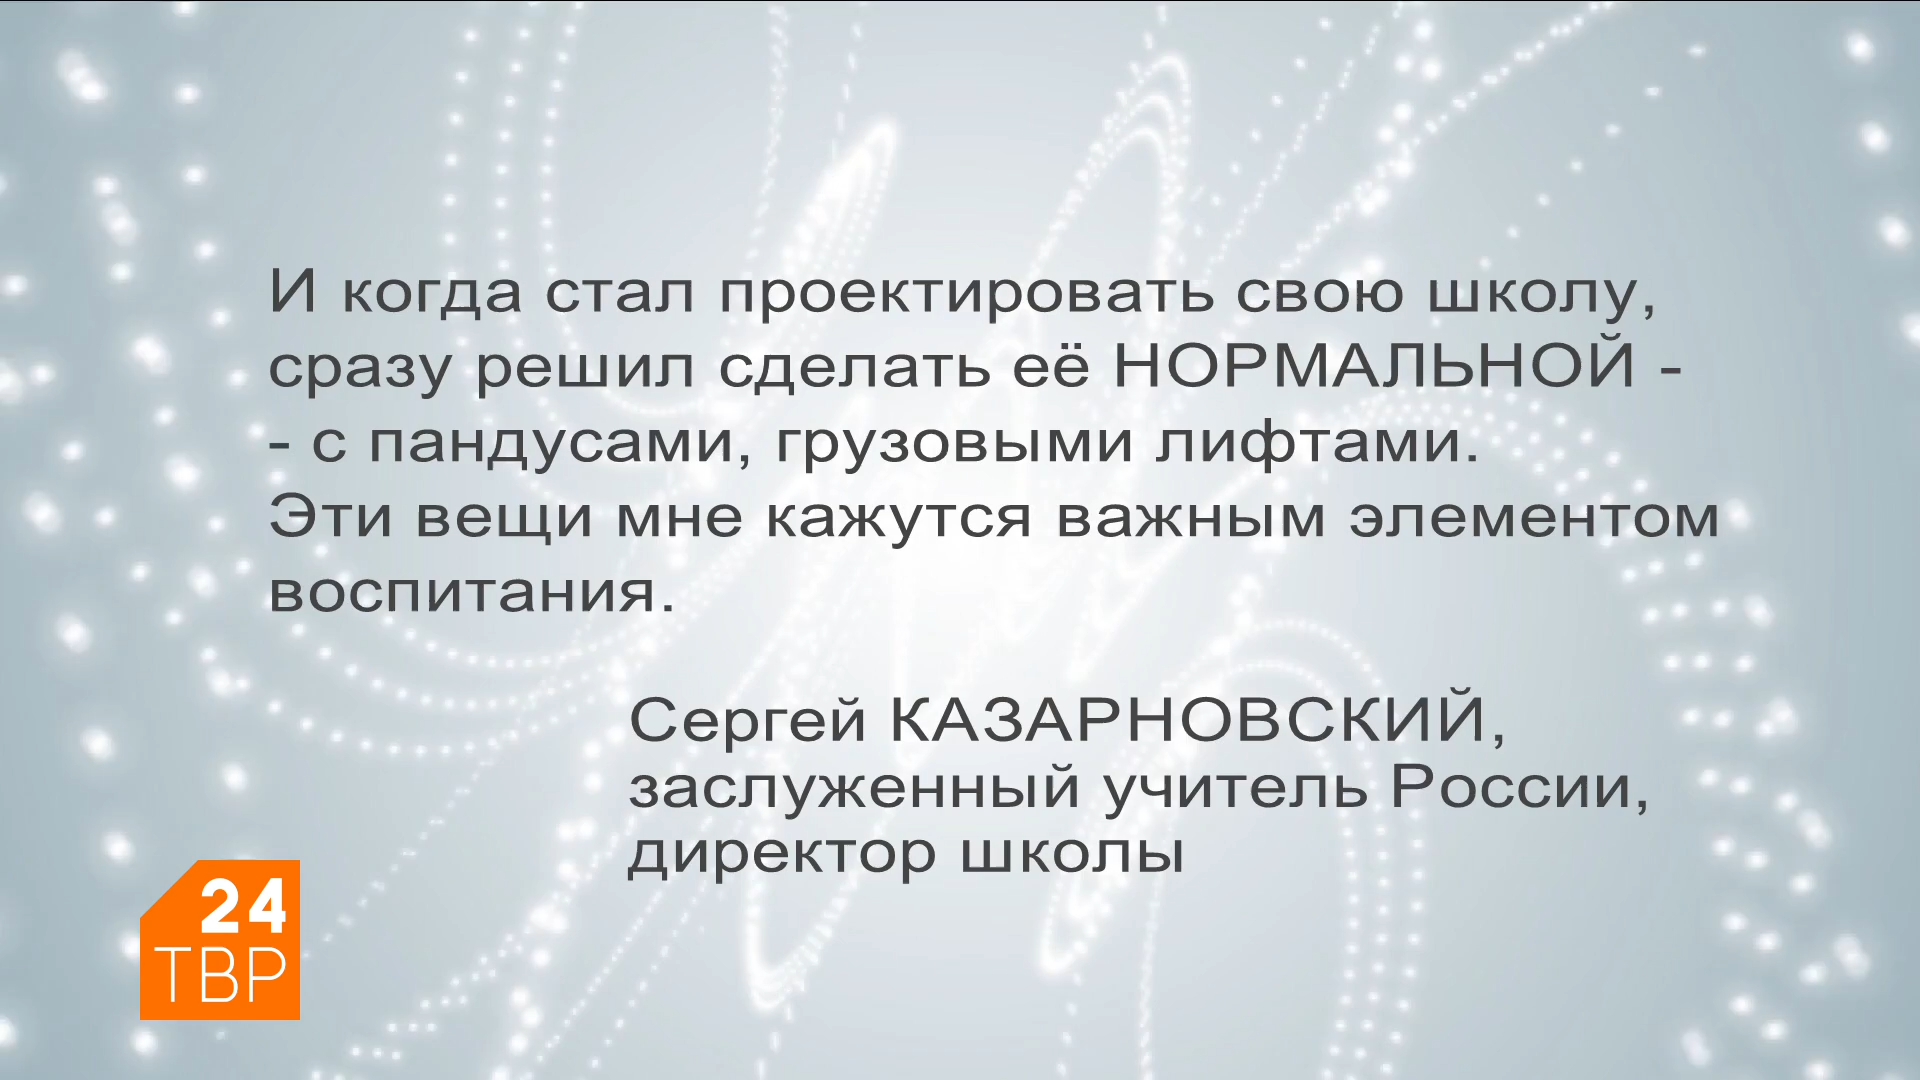 И когда стал проектировать свою школу,
сразу решил сделать её НОРМАЛЬНОЙ -
- с пандусами, грузовыми лифтами.
Эти вещи мне кажутся важным элементом
воспитания.
Сергей КАЗАРНОВСКИЙ,
заслуженный учитель России,
директор школы
24
ТВР